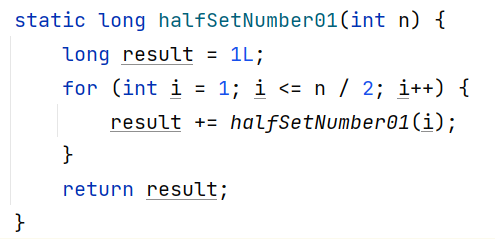 static long halfSetNumber01(int n) {
    long result = 1L;
    for (int i = 1; i <= n / 2; i++) {
        result += halfSetNumber01(i);
    }
    return result;
}